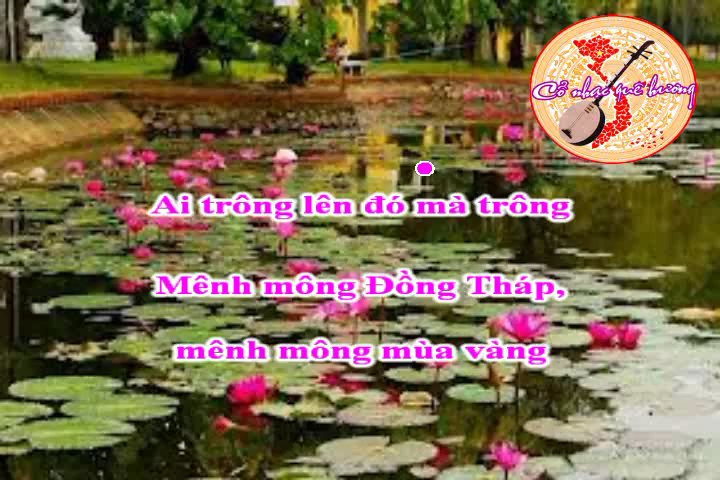 Cổ nhạc quê hương
Ai trông lên đó mà trông
Mênh mông Đồng Tháp,
mênh mông mùa vàng